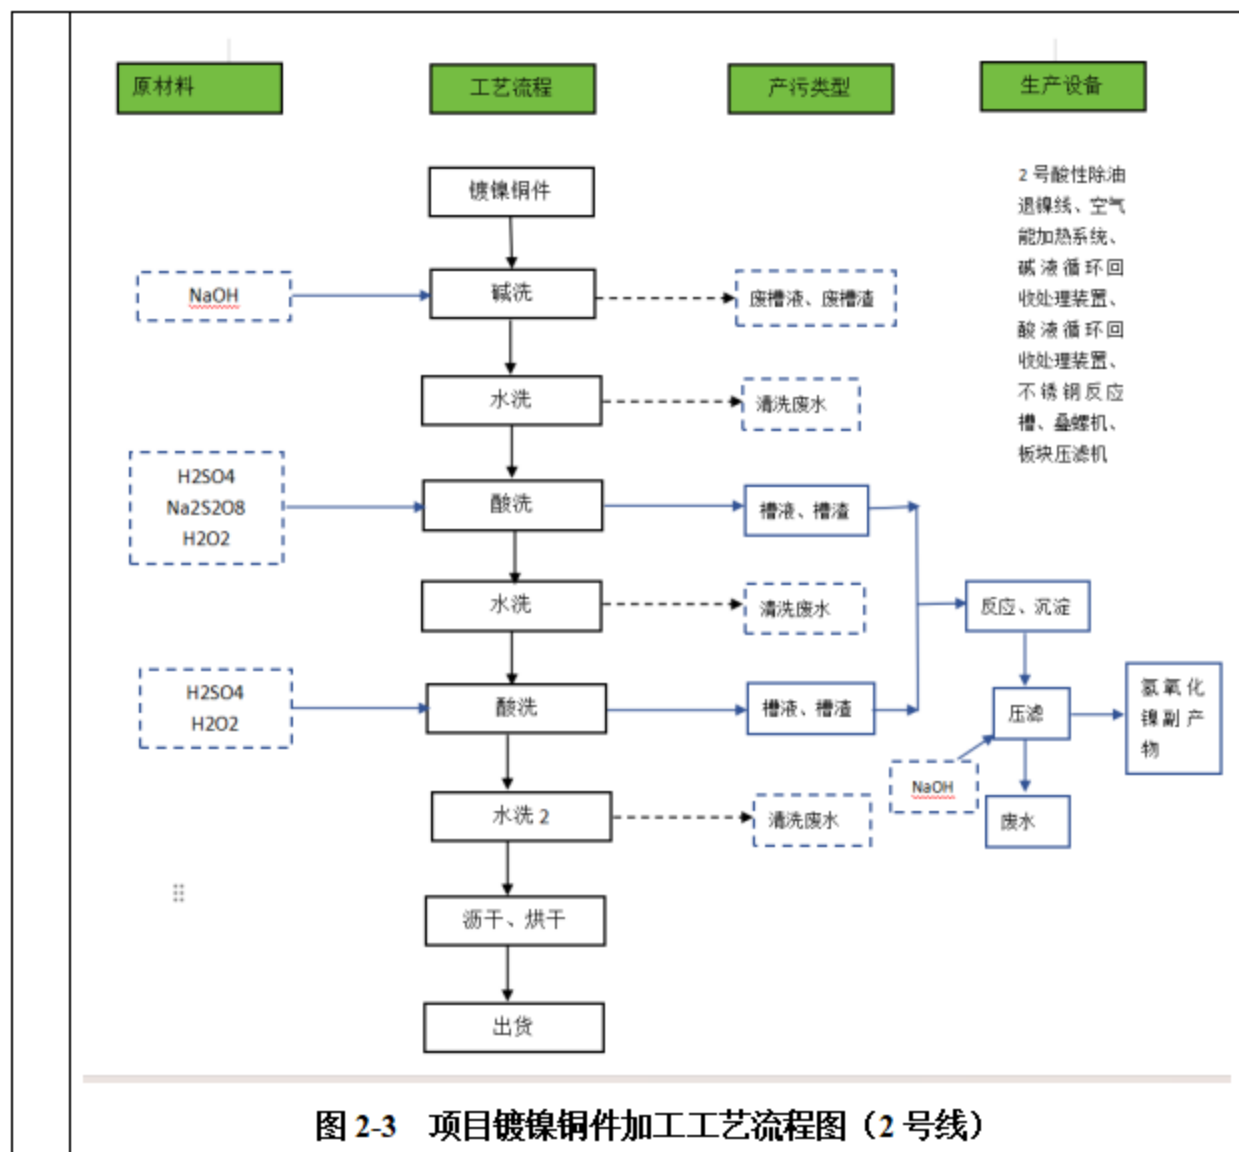 原材料
工艺流程
产污类型
生产设备
镀镍铜件
2 号酸性除油
退镍线、空气
能加热系统、
碱液循环回
收处理装置、
酸液循环回
收处理装置、
不锈钢反应
槽、叠螺机、
板块压滤机
NaOH
碱洗
废槽液、废槽渣
水洗
清洗废水
H2SO4
Na2S2O8
H2O2
酸洗
槽液、槽渣
水洗
清洗废水
反应、沉淀
H2SO4
H2O2
酸洗
槽液、槽渣
压滤
氢氧化
镍副产
物
NaOH
水洗 2
清洗废水
废水
沥干、烘干
出货
图 2-3 项目镀镍铜件加工工艺流程图（2 号线）